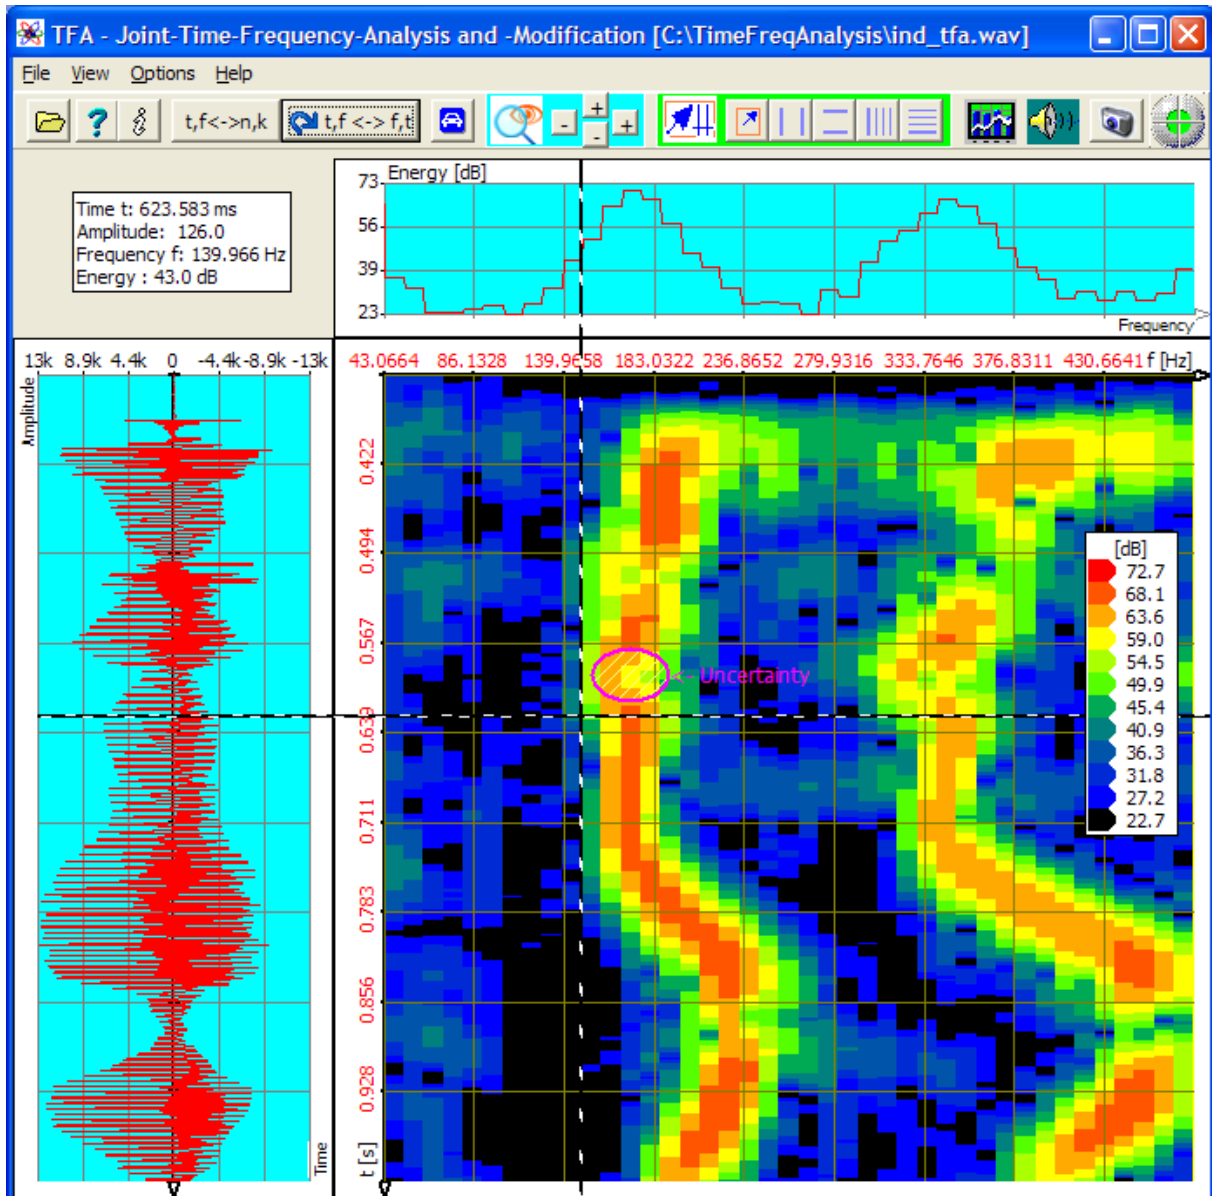 TFA - Joint-Time-Frequency-Analysis and -Modification [C:\TimeFreqAnalysis\ind_tfa.wav]
File View Options Help
? i t,f<->n,k t,f <-> f,t - + - +
Time t: 623.583 ms
Amplitude: 126.0
Frequency f: 139.966 Hz
Energy : 43.0 dB
Energy [dB]
73
56
39
23
Frequency
13k 8.9k 4.4k 0 -4.4k -8.9k -13k
Amplitude
Time
43.0664 86.1328 139.9658 183.0322 236.8652 279.9316 333.7646 376.8311 430.6641 f [Hz]
0.422
0.494
0.567
<- Uncertainty
0.639
0.711
0.783
0.856
0.928
t [s]
[dB]
72.7
68.1
63.6
59.0
54.5
49.9
45.4
40.9
36.3
31.8
27.2
22.7